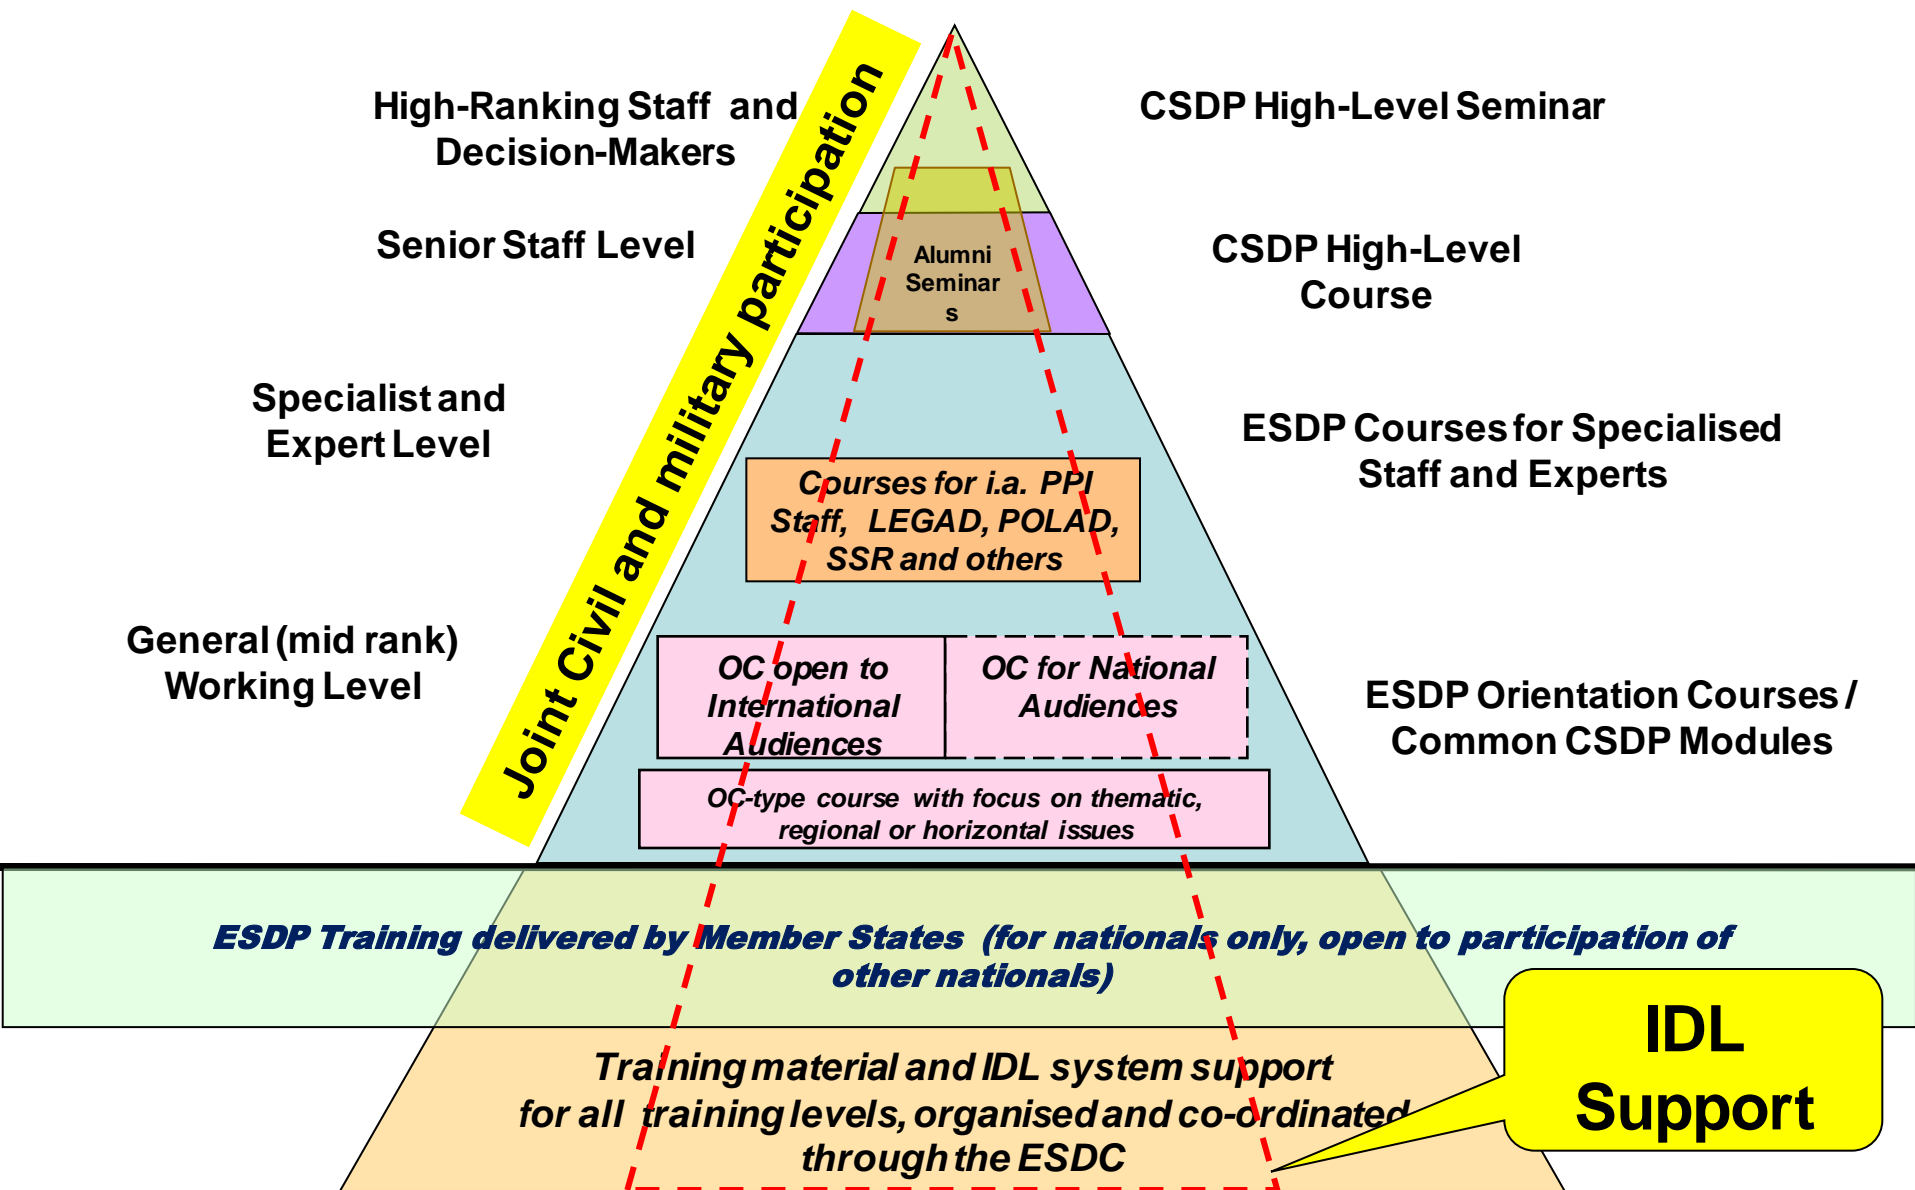 High-Ranking Staff and
Decision-Makers
CSDP High-Level Seminar
Joint Civil and military participation
Senior Staff Level
Alumni
Seminar
s
CSDP High-Level
Course
Specialist and
Expert Level
ESDP Courses for Specialised
Staff and Experts
Courses for i.a. PPI
Staff, LEGAD, POLAD,
SSR and others
General (mid rank)
Working Level
OC open to
International
Audiences
OC for National
Audiences
ESDP Orientation Courses /
Common CSDP Modules
OC-type course with focus on thematic,
regional or horizontal issues
ESDP Training delivered by Member States (for nationals only, open to participation of
other nationals)
IDL
Support
Training material and IDL system support
for all training levels, organised and co-ordinated
through the ESDC